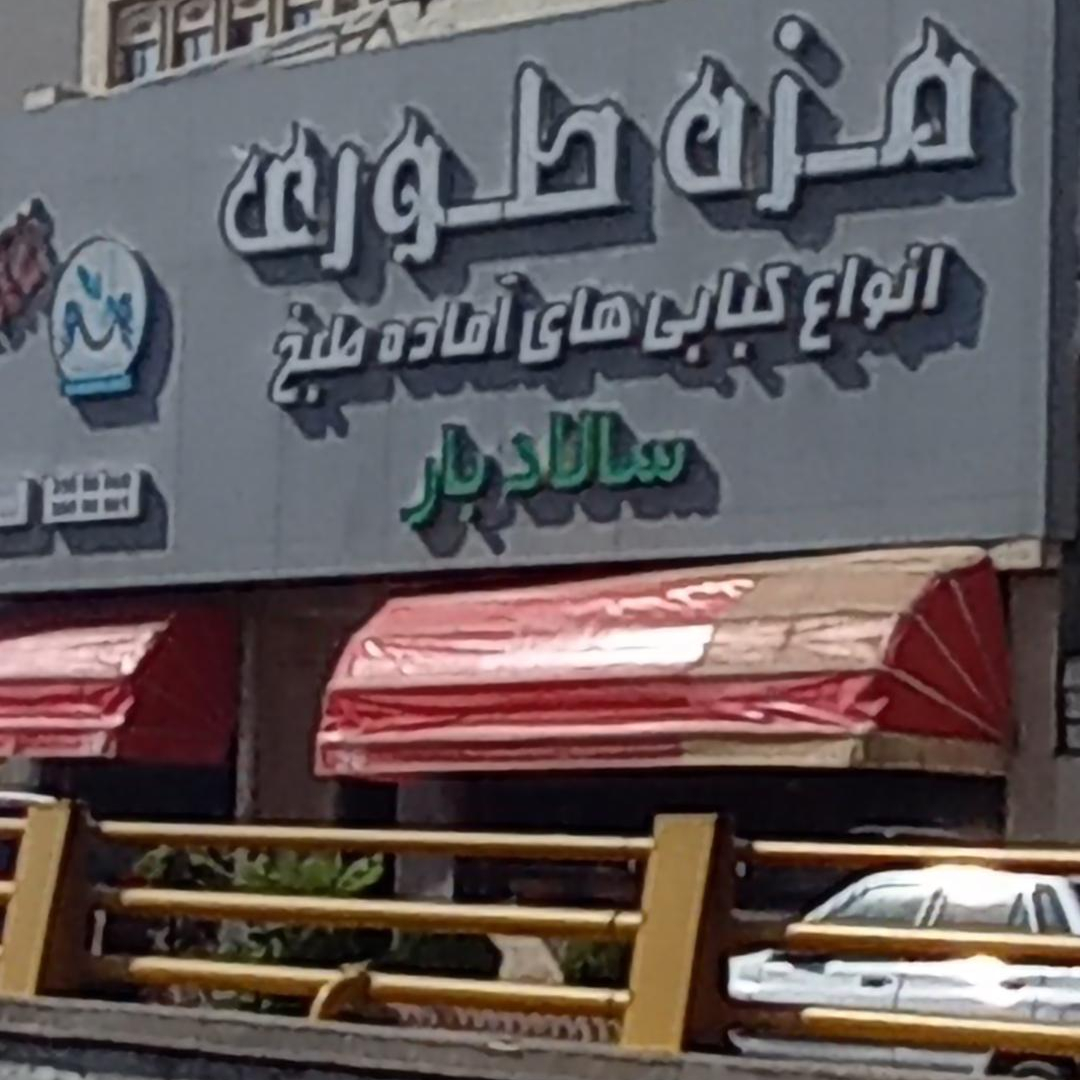 مزه طوری
انواع کبابی های آماده طبخ
سالاد بار